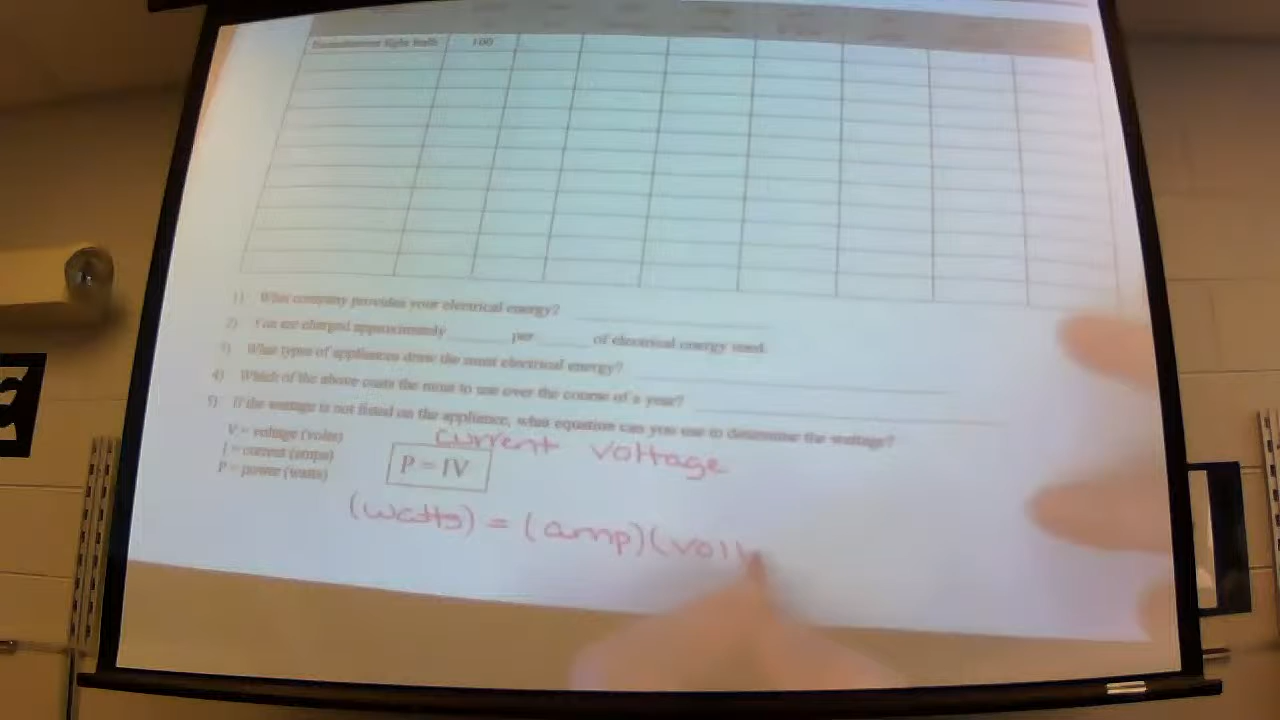 Incandescent light bulb 100
1) What company provides your electrical energy?
2) You are charged approximately ______ per ______ of electrical energy used.
3) What types of appliances draw the most electrical energy?
4) Which of the above costs the most to use over the course of a year?
5) If the wattage is not listed on the appliance, what equation can you use to determine the wattage?
V = voltage (volts)
I = current (amps)
P = power (watts)
current voltage
P = IV
(watts) = (amp)(volt